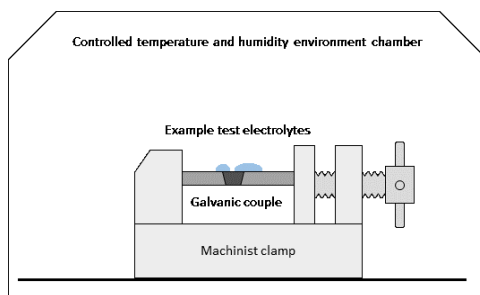 Controlled temperature and humidity environment chamber
Example test electrolytes
Galvanic couple
Machinist clamp